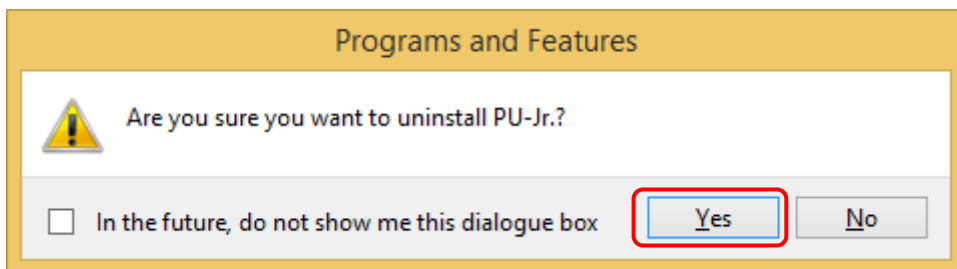 Programs and Features
Are you sure you want to uninstall PU-Jr.?
In the future, do not show me this dialogue box
Yes
No